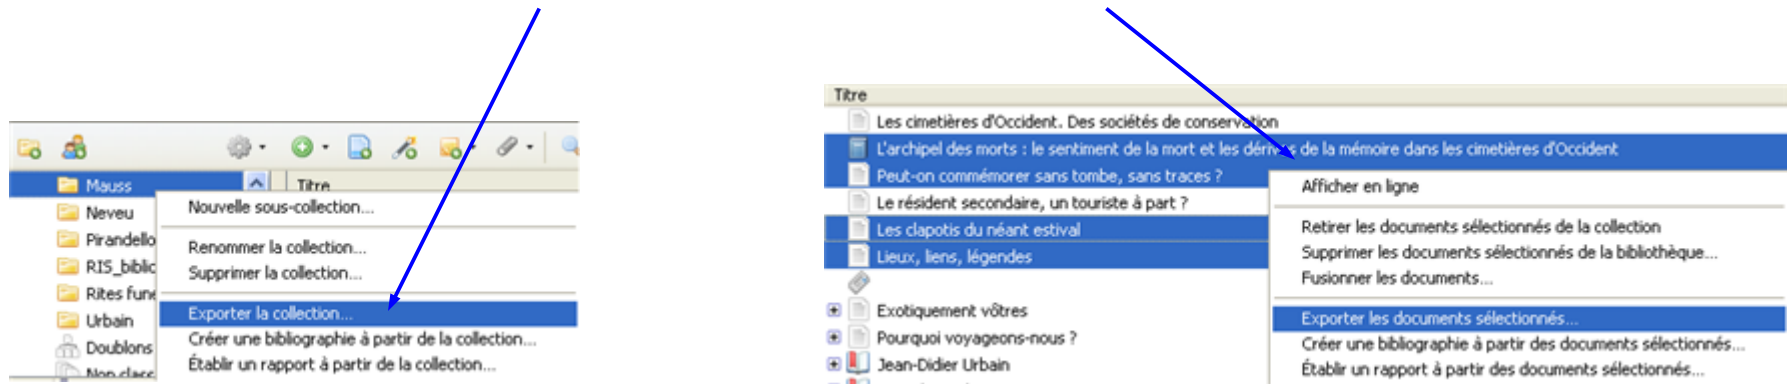 Titre
Mauss
Neveu
Pirandello
RIS_biblio
Rites fune
Urbain
Doublons
Non class
Nouvelle sous-collection...
Renommer la collection...
Supprimer la collection...
Exporter la collection...
Créer une bibliographie à partir de la collection...
Établir un rapport à partir de la collection...
Titre
Les cimetières d'Occident. Des sociétés de conservation
L'archipel des morts : le sentiment de la mort et les dérives de la mémoire dans les cimetières d'Occident
Peut-on commémorer sans tombe, sans traces ?
Le résident secondaire, un touriste à part ?
Les clapotis du néant estival
Lieux, liens, légendes
Exotiquement vôtres
Pourquoi voyageons-nous ?
Jean-Didier Urbain
Afficher en ligne
Retirer les documents sélectionnés de la collection
Supprimer les documents sélectionnés de la bibliothèque...
Fusionner les documents...
Exporter les documents sélectionnés...
Créer une bibliographie à partir des documents sélectionnés...
Établir un rapport à partir des documents sélectionnés...